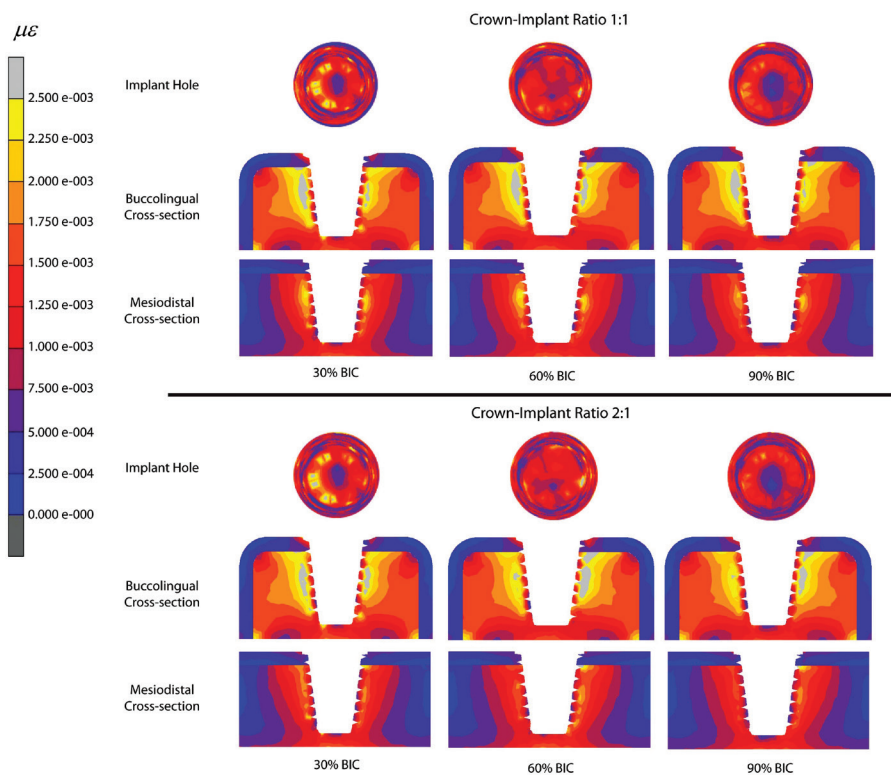 με
2.500 e-003
2.250 e-003
2.000 e-003
1.750 e-003
1.500 e-003
1.250 e-003
1.000 e-003
7.500 e-003
5.000 e-004
2.500 e-004
0.000 e-000
Crown-Implant Ratio 1:1
Implant Hole
Buccolingual
Cross-section
Mesiodistal
Cross-section
30% BIC
60% BIC
90% BIC
Crown-Implant Ratio 2:1
Implant Hole
Buccolingual
Cross-section
Mesiodistal
Cross-section
30% BIC
60% BIC
90% BIC